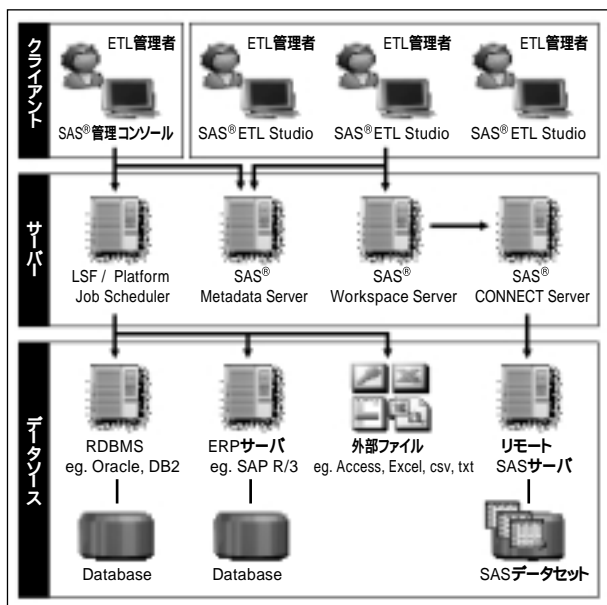 クライアント
ETL管理者
SAS®管理コンソール
ETL管理者
SAS® ETL Studio
ETL管理者
SAS® ETL Studio
ETL管理者
SAS® ETL Studio
サーバー
LSF / Platform
Job Scheduler
SAS®
Metadata Server
SAS®
Workspace Server
SAS®
CONNECT Server
データソース
RDBMS
eg. Oracle, DB2
Database
ERPサーバ
eg. SAP R/3
Database
外部ファイル
eg. Access, Excel, csv, txt
リモート
SASサーバ
SASデータセット